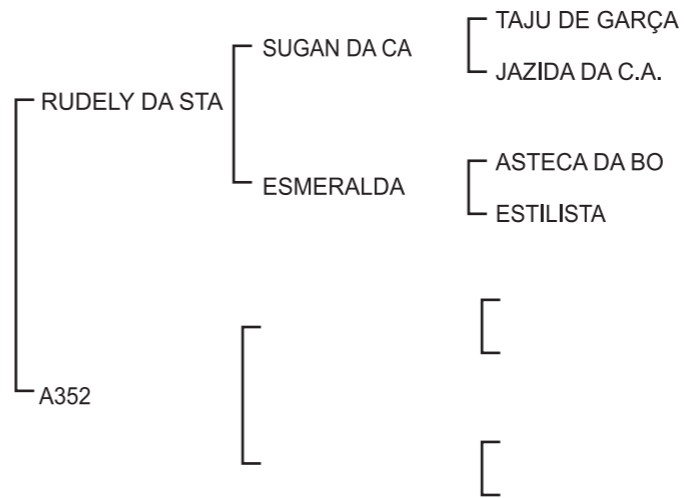 TAJU DE GARÇA
SUGAN DA CA
JAZIDA DA C.A.
RUDELY DA STA
ASTECA DA BO
ESMERALDA
ESTILISTA
A352